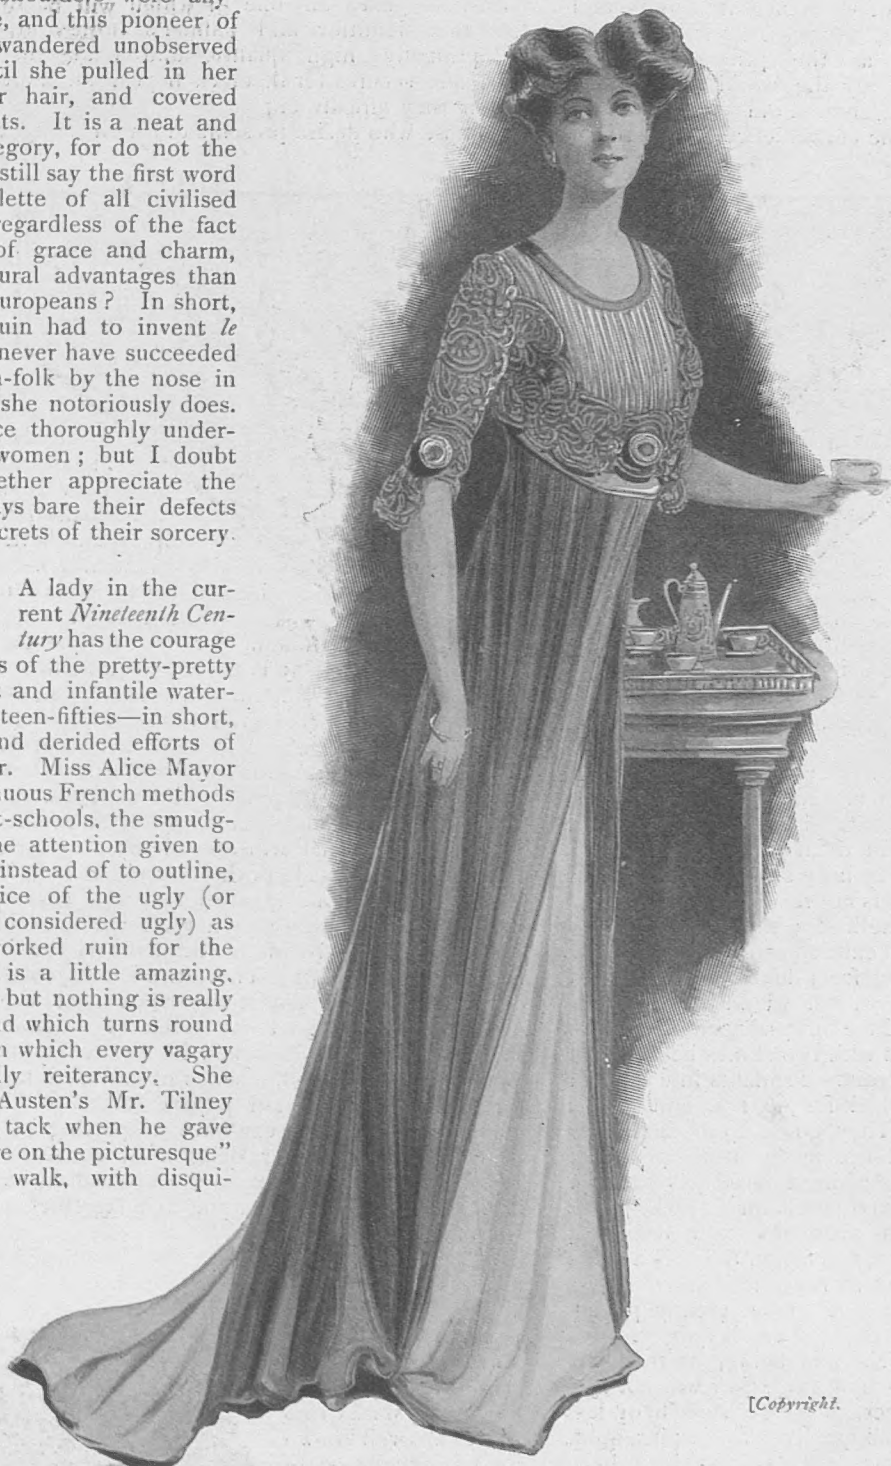 e, and this pioneer of
wandered unobserved
til she pulled in her
r hair, and covered
ts. It is a neat and
egory, for do not the
still say the first word
lette of all civilised
regardless of the fact
of grace and charm,
ural advantages than
uropeans? In short,
uin had to invent le
never have succeeded
-folk by the nose in
she notoriously does.
ce thoroughly under-
women; but I doubt
ether appreciate the
ys bare their defects
crets of their sorcery.
A lady in the cur-
rent Nineteenth Cen-
tury has the courage
s of the pretty-pretty
and infantile water-
teen-fifties—in short,
nd derided efforts of
r. Miss Alice Mayor
nuous French methods
t-schools, the smudg-
he attention given to
instead of to outline,
ice of the ugly (or
considered ugly) as
orked ruin for the
is a little amazing,
but nothing is really
d which turns round
n which every vagary
lly reiterancy. She
Austen's Mr. Tilney
tack when he gave
re on the picturesque"
walk, with disqui-
[Copyright.